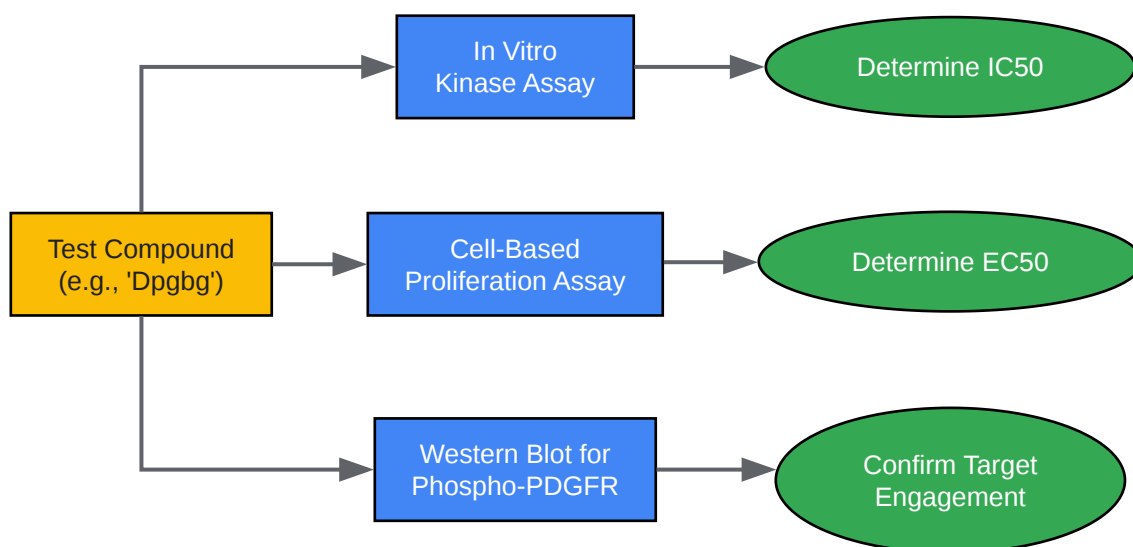 In Vitro
Kinase Assay
Determine IC50
Test Compound
(e.g., 'Dpgbg')
Cell-Based
Proliferation Assay
Determine EC50
Western Blot for
Phospho-PDGFR
Confirm Target
Engagement